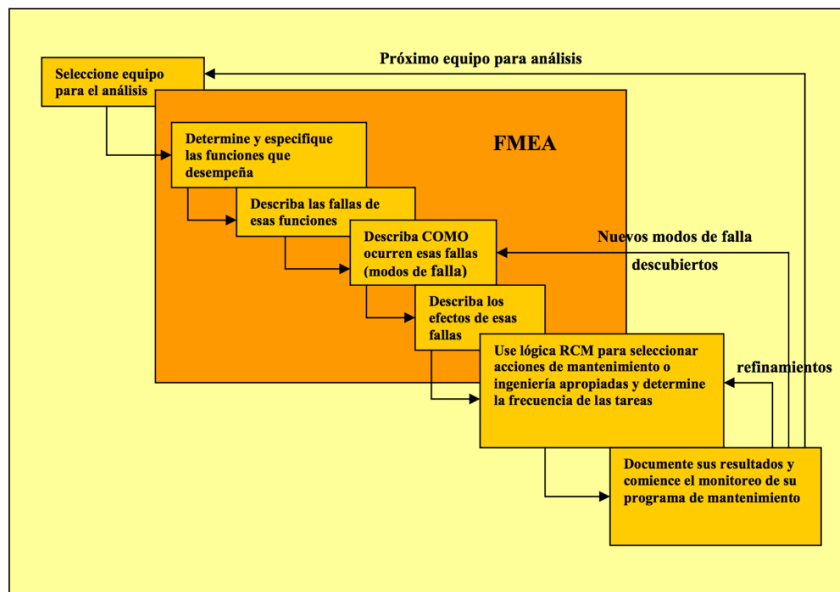 Próximo equipo para análisis
Seleccione equipo
para el análisis
FMEA
Determine y especifique
las funciones que
desempeña
Describa las fallas de
esas funciones
Describa COMO
ocurren esas fallas
(modos de falla)
Nuevos modos de falla
descubiertos
Describa los
efectos de esas
fallas
Use lógica RCM para seleccionar
acciones de mantenimiento o
ingeniería apropiadas y determine
la frecuencia de las tareas
refinamientos
Documente sus resultados y
comience el monitoreo de su
programa de mantenimiento